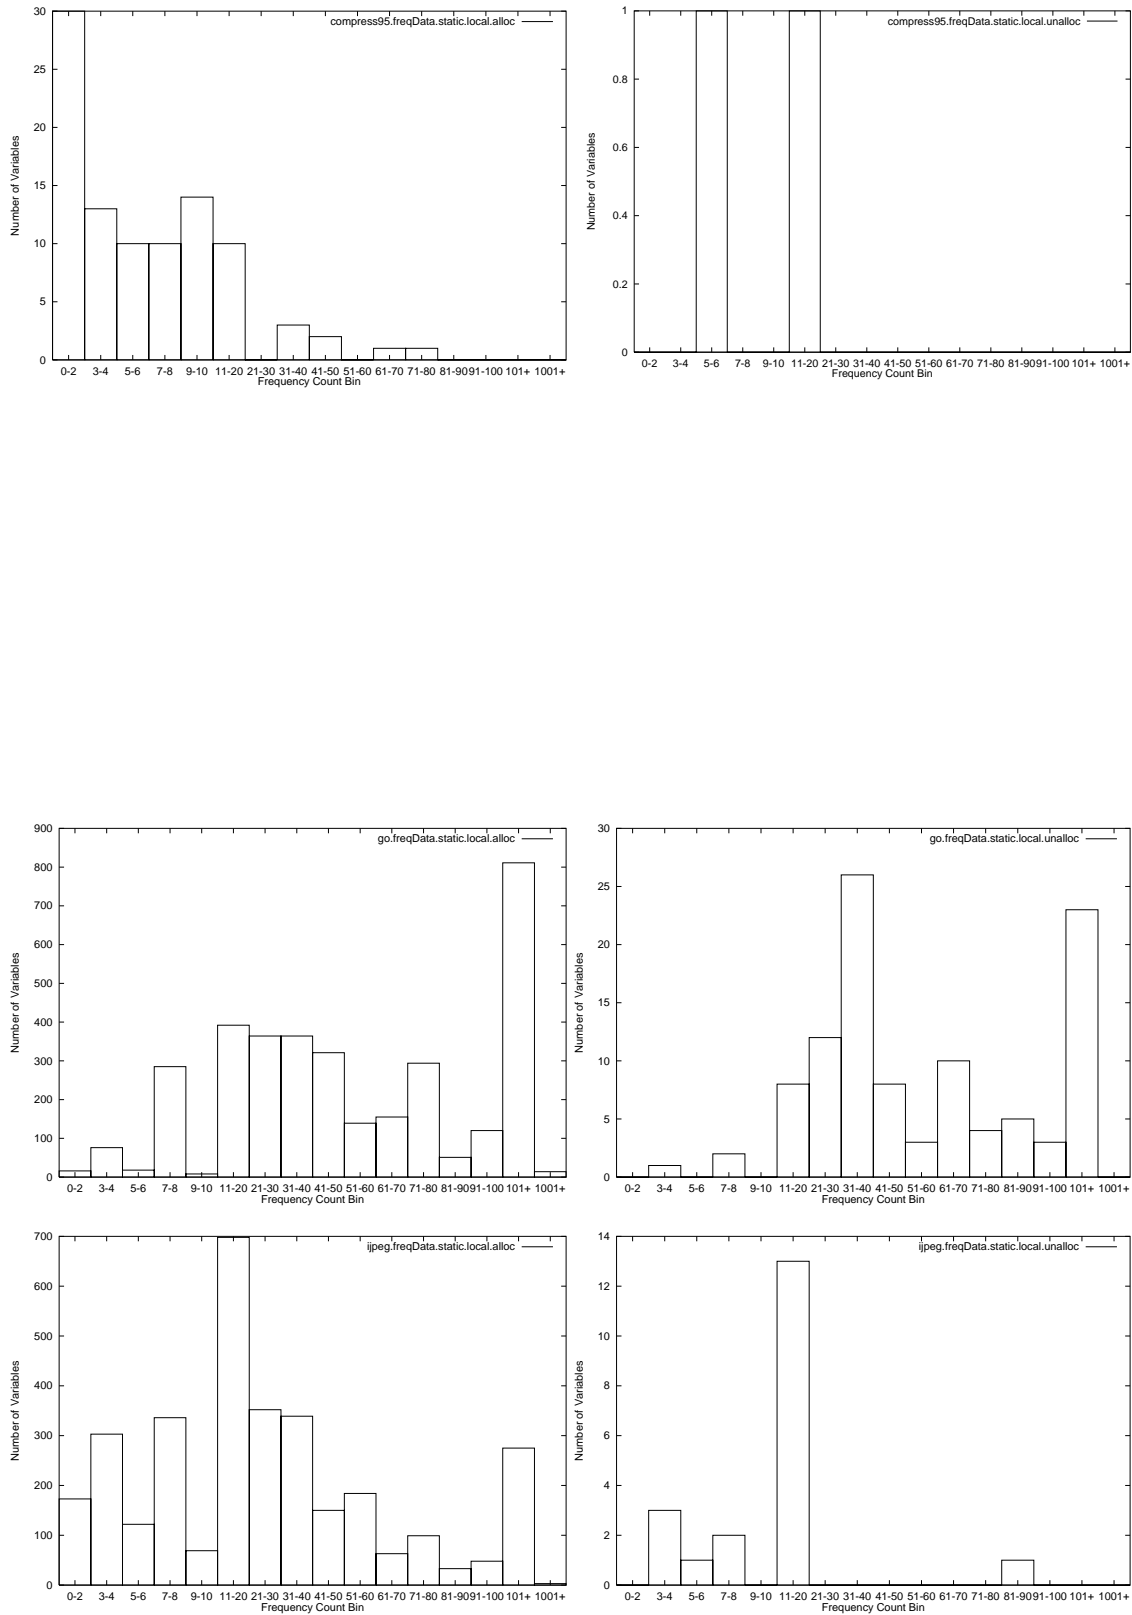 compress95.freqData.static.local.alloc
30
25
20
15
10
5
0
Number of Variables
0-2 3-4 5-6 7-8 9-10 11-20 21-30 31-40 41-50 51-60 61-70 71-80 81-90 91-100 101+ 1001+
Frequency Count Bin
compress95.freqData.static.local.unalloc
1
0.8
0.6
0.4
0.2
0
Number of Variables
0-2 3-4 5-6 7-8 9-10 11-20 21-30 31-40 41-50 51-60 61-70 71-80 81-90 91-100 101+ 1001+
Frequency Count Bin
go.freqData.static.local.alloc
900
800
700
600
500
400
300
200
100
0
Number of Variables
0-2 3-4 5-6 7-8 9-10 11-20 21-30 31-40 41-50 51-60 61-70 71-80 81-90 91-100 101+ 1001+
Frequency Count Bin
go.freqData.static.local.unalloc
30
25
20
15
10
5
0
Number of Variables
0-2 3-4 5-6 7-8 9-10 11-20 21-30 31-40 41-50 51-60 61-70 71-80 81-90 91-100 101+ 1001+
Frequency Count Bin
ijpeg.freqData.static.local.alloc
700
600
500
400
300
200
100
0
Number of Variables
0-2 3-4 5-6 7-8 9-10 11-20 21-30 31-40 41-50 51-60 61-70 71-80 81-90 91-100 101+ 1001+
Frequency Count Bin
ijpeg.freqData.static.local.unalloc
14
12
10
8
6
4
2
0
Number of Variables
0-2 3-4 5-6 7-8 9-10 11-20 21-30 31-40 41-50 51-60 61-70 71-80 81-90 91-100 101+ 1001+
Frequency Count Bin